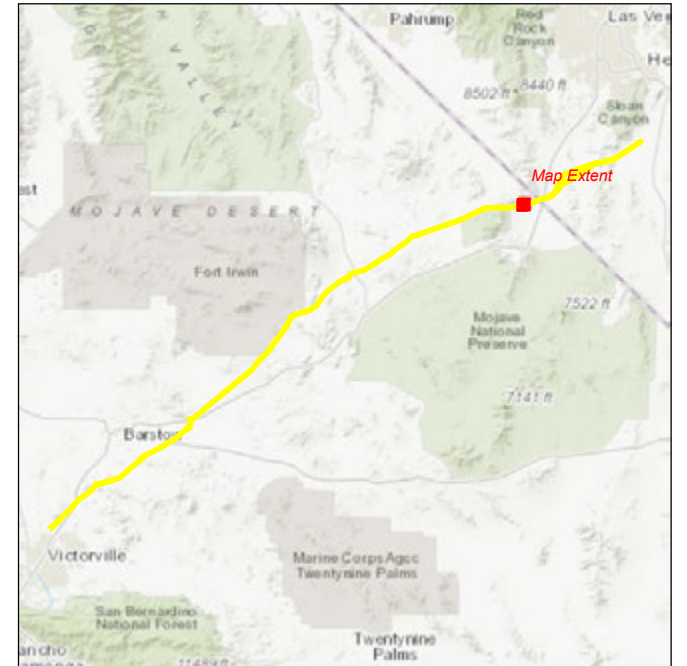 Pahrump
Red
Rock
Canyon
Las Ve
He
8502 ft
8440 ft
Sloan
Canyon
VALLEY
Map Extent
MOJAVE DESERT
Fort Irwin
7522 ft
Mojave
National
Preserve
7141 ft
Barstow
Victorville
Marine Corps Agcc
Twentynine Palms
San Bernardino
National Forest
Twentynine
Palms
ancho
11489 ft